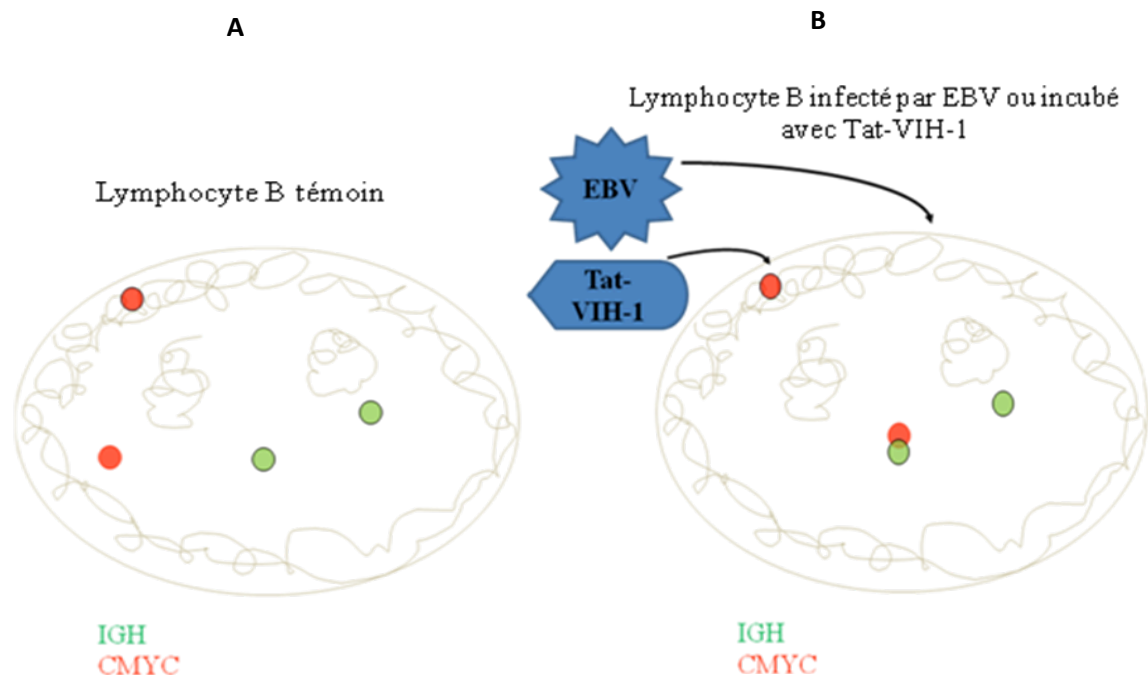 A
B
Lymphocyte B infecté par EBV ou incubé
avec Tat-VIH-1
EBV
Lymphocyte B témoin
Tat-
VIH-1
IGH
CMYC
IGH
CMYC